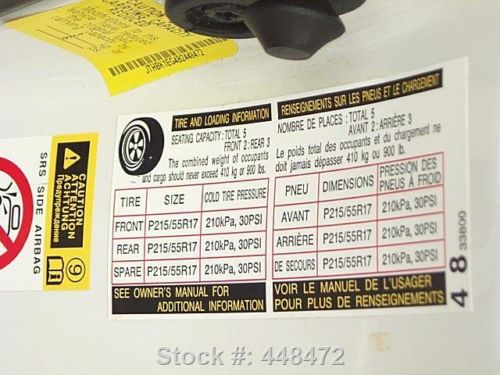 JTHBK1EG4B2448472
TIRE AND LOADING INFORMATION
SEATING CAPACITY: TOTAL 5
FRONT 2: REAR 3
The combined weight of occupants
and cargo should never exceed 410 kg or 900 lbs.
TIRE SIZE COLD TIRE PRESSURE
FRONT P215/55R17 210kPa, 30PSI
REAR P215/55R17 210kPa, 30PSI
SPARE P215/55R17 210kPa, 30PSI
SEE OWNER'S MANUAL FOR
ADDITIONAL INFORMATION
RENSEIGNEMENTS SUR LES PNEUS ET LE CHARGEMENT
NOMBRE DE PLACES: TOTAL 5
AVANT 2: ARRIÈRE 3
Le poids total des occupants et du chargement ne
doit jamais dépasser 410 kg ou 900 lb.
PNEU DIMENSIONS PRESSION DES
PNEUS À FROID
AVANT P215/55R17 210kPa, 30PSI
ARRIÈRE P215/55R17 210kPa, 30PSI
DE SECOURS P215/55R17 210kPa, 30PSI
VOIR LE MANUEL DE L'USAGER
POUR PLUS DE RENSEIGNEMENTS
4 8 33800
SRS SIDE AIRBAG
CAUTION
ATTENTION
Предупреждение
9
Stock #: 448472